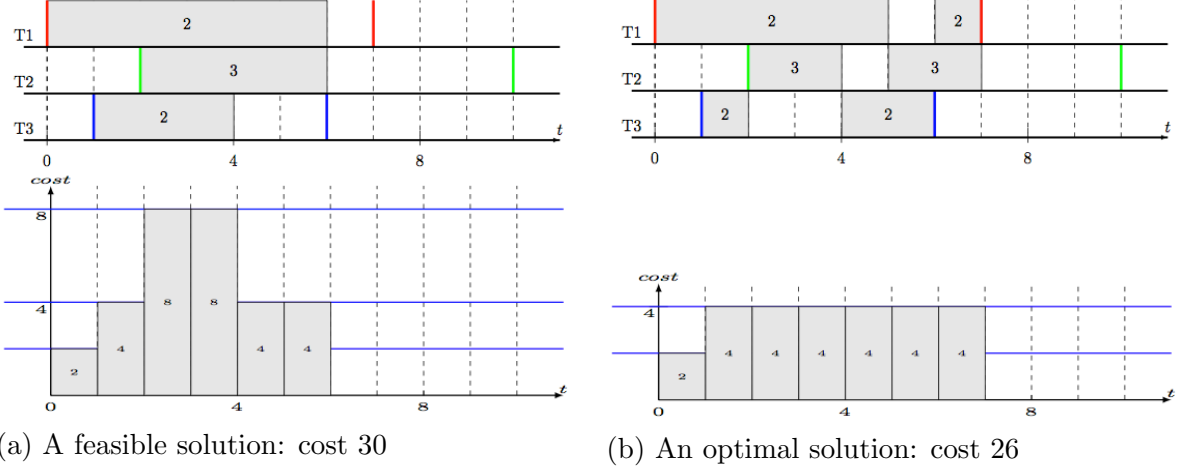 T1 2
T2 3
T3 2
t
0 4 8
cost
8
4
2 4 8 8 4 4
t
0 4 8
(a) A feasible solution: cost 30
T1 2 2
T2 3 3
T3 2 2
t
0 4 8
cost
4
2 4 4 4 4 4 4
t
0 4 8
(b) An optimal solution: cost 26